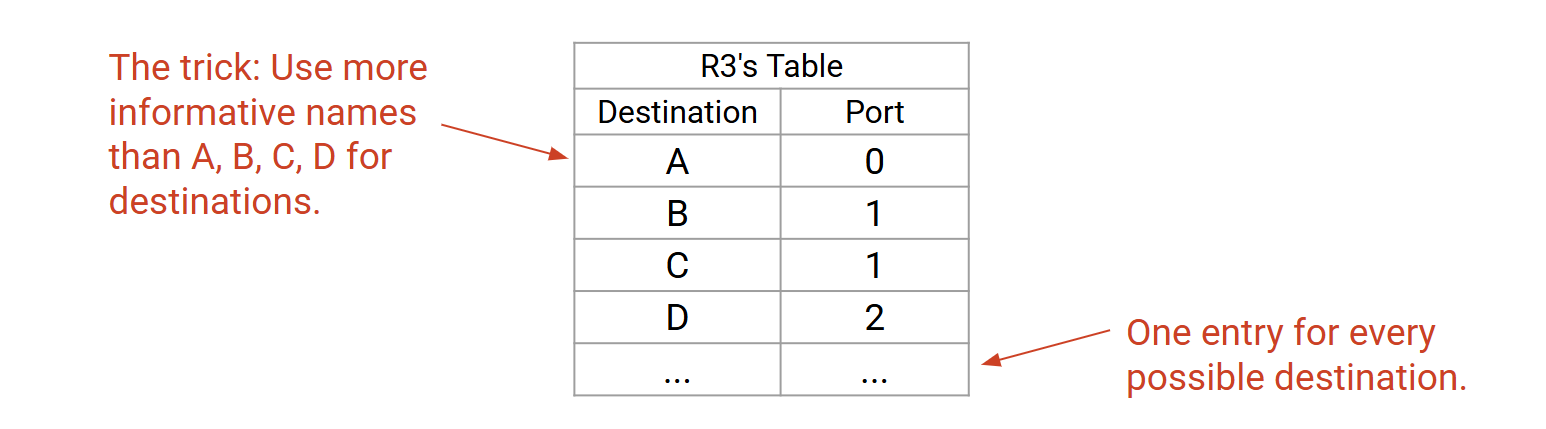 The trick: Use more
informative names
than A, B, C, D for
destinations.
R3's Table
Destination Port
A 0
B 1
C 1
D 2
... ...
One entry for every
possible destination.